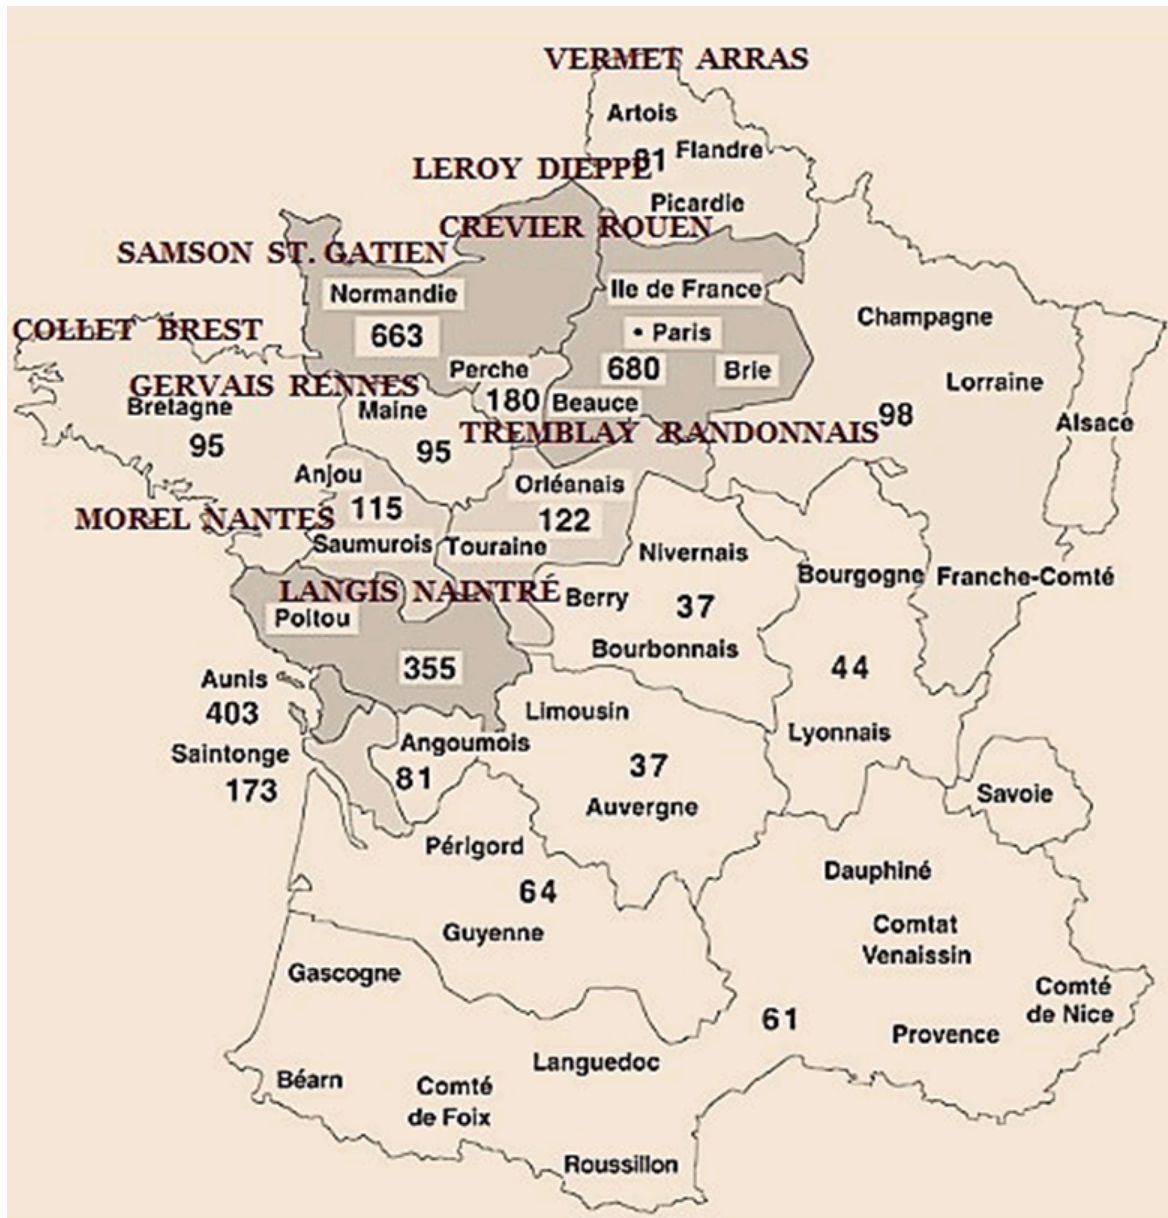 VERMET ARRAS
Artois
Flandre
81
LEROY DIEPPE
Picardie
CREVIER ROUEN
SAMSON ST. GATIEN
Normandie
Ile de France
Champagne
COLLET BREST
663
• Paris
Perche
680
Brie
Lorraine
GERVAIS RENNES
Bretagne
Maine
180
Beauce
98
Alsace
95
95
TREMBLAY RANDONNAIS
Anjou
Orléanais
115
122
MOREL NANTES
Saumurois
Touraine
Nivernais
Bourgogne
Franche-Comté
LANGIS NAINTRÉ
Berry
37
Poitou
Bourbonnais
355
44
Aunis
403
Limousin
Saintonge
Angoumois
Lyonnais
173
81
37
Savoie
Auvergne
Périgord
Dauphiné
64
Guyenne
Comtat
Venaissin
Gascogne
Comté
de Nice
61
Provence
Languedoc
Béarn
Comté
de Foix
Roussillon